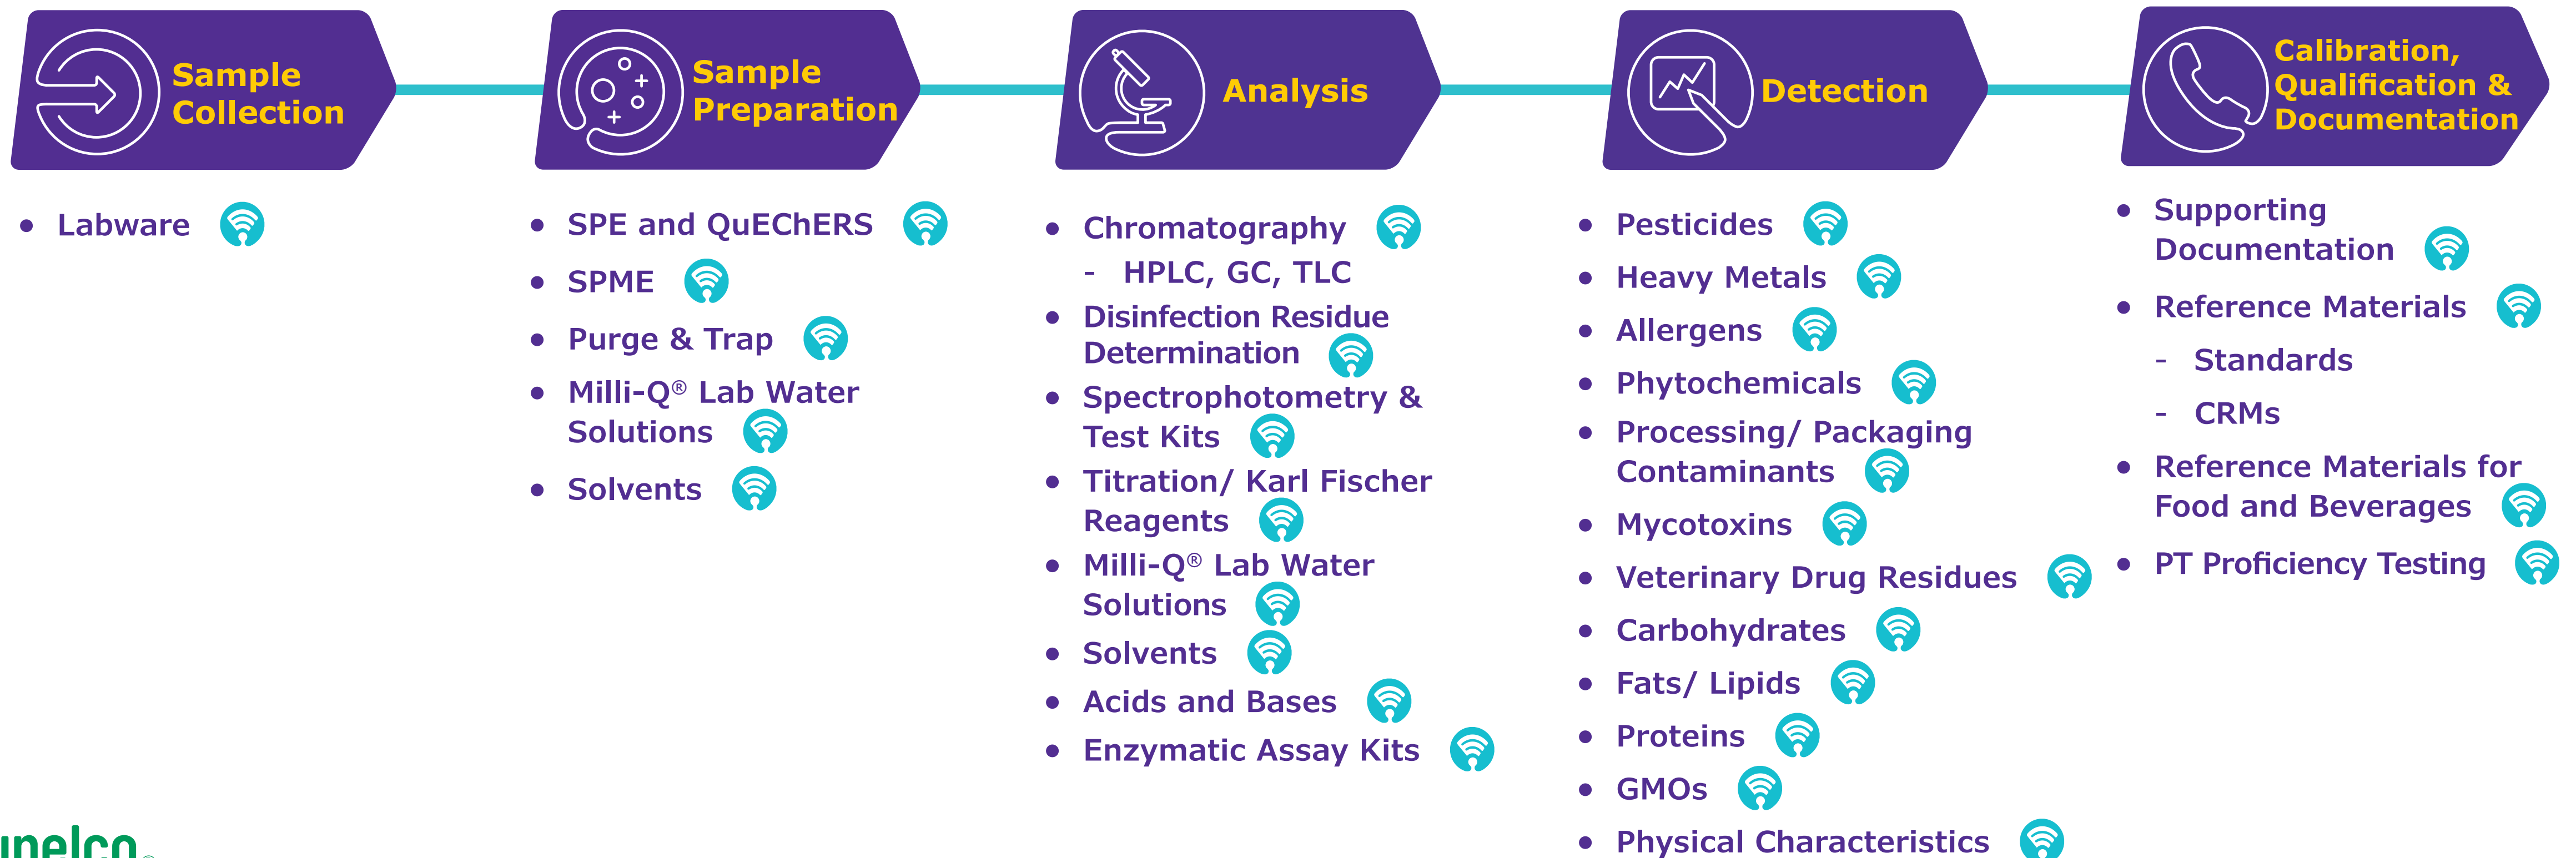 Sample
Collection
• Labware
Sample
Preparation
• SPE and QuEChERS
• SPME
• Purge & Trap
• Milli-Q® Lab Water
Solutions
• Solvents
Analysis
• Chromatography
- HPLC, GC, TLC
• Disinfection Residue
Determination
• Spectrophotometry &
Test Kits
• Titration/ Karl Fischer
Reagents
• Milli-Q® Lab Water
Solutions
• Solvents
• Acids and Bases
• Enzymatic Assay Kits
Detection
• Pesticides
• Heavy Metals
• Allergens
• Phytochemicals
• Processing/ Packaging
Contaminants
• Mycotoxins
• Veterinary Drug Residues
• Carbohydrates
• Fats/ Lipids
• Proteins
• GMOs
• Physical Characteristics
Calibration,
Qualification &
Documentation
• Supporting
Documentation
• Reference Materials
- Standards
- CRMs
• Reference Materials for
Food and Beverages
• PT Proficiency Testing